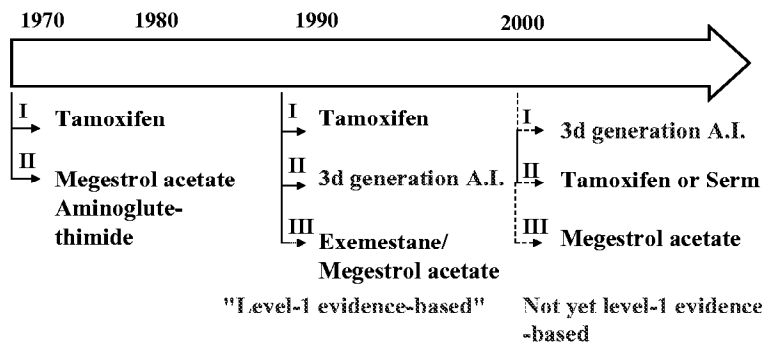 1970 1980 1990 2000
I Tamoxifen
II Megestrol acetate
Aminoglute-
thimide
I Tamoxifen
II 3d generation A.I.
III Exemestane/
Megestrol acetate
"Level-1 evidence-based"
I 3d generation A.I.
II Tamoxifen or Serm
III Megestrol acetate
Not yet level-1 evidence
-based